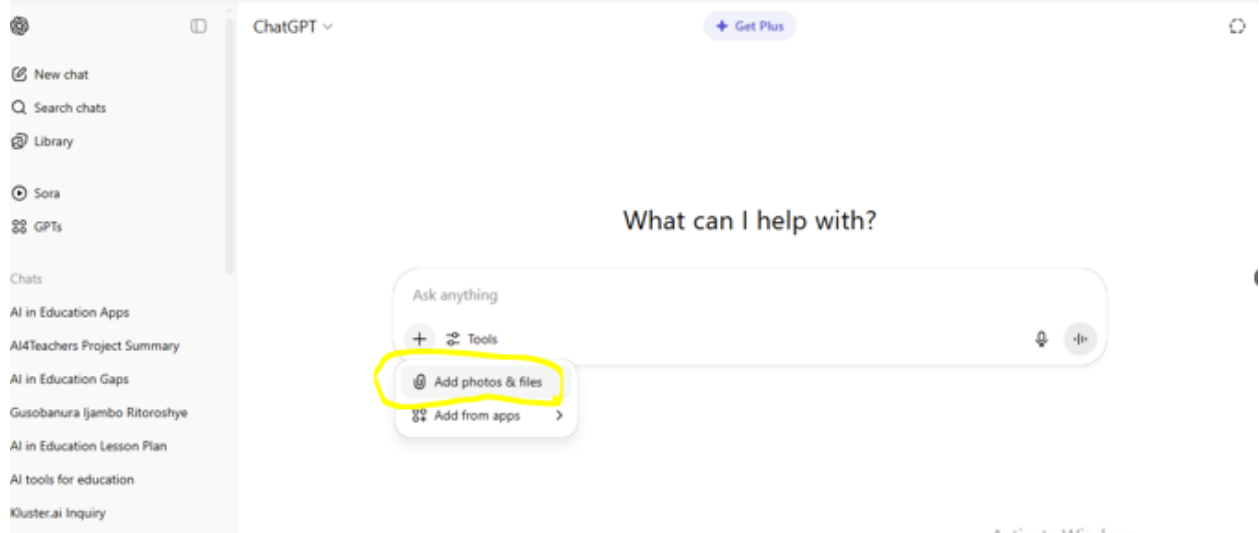 ChatGPT
Get Plus
New chat
Search chats
Library
Sora
GPTs
Chats
AI in Education Apps
AI4Teachers Project Summary
AI in Education Gaps
Gusobanura Ijambo Ritoroshye
AI in Education Lesson Plan
AI tools for education
Kluster.ai Inquiry
What can I help with?
Ask anything
Tools
Add photos & files
Add from apps